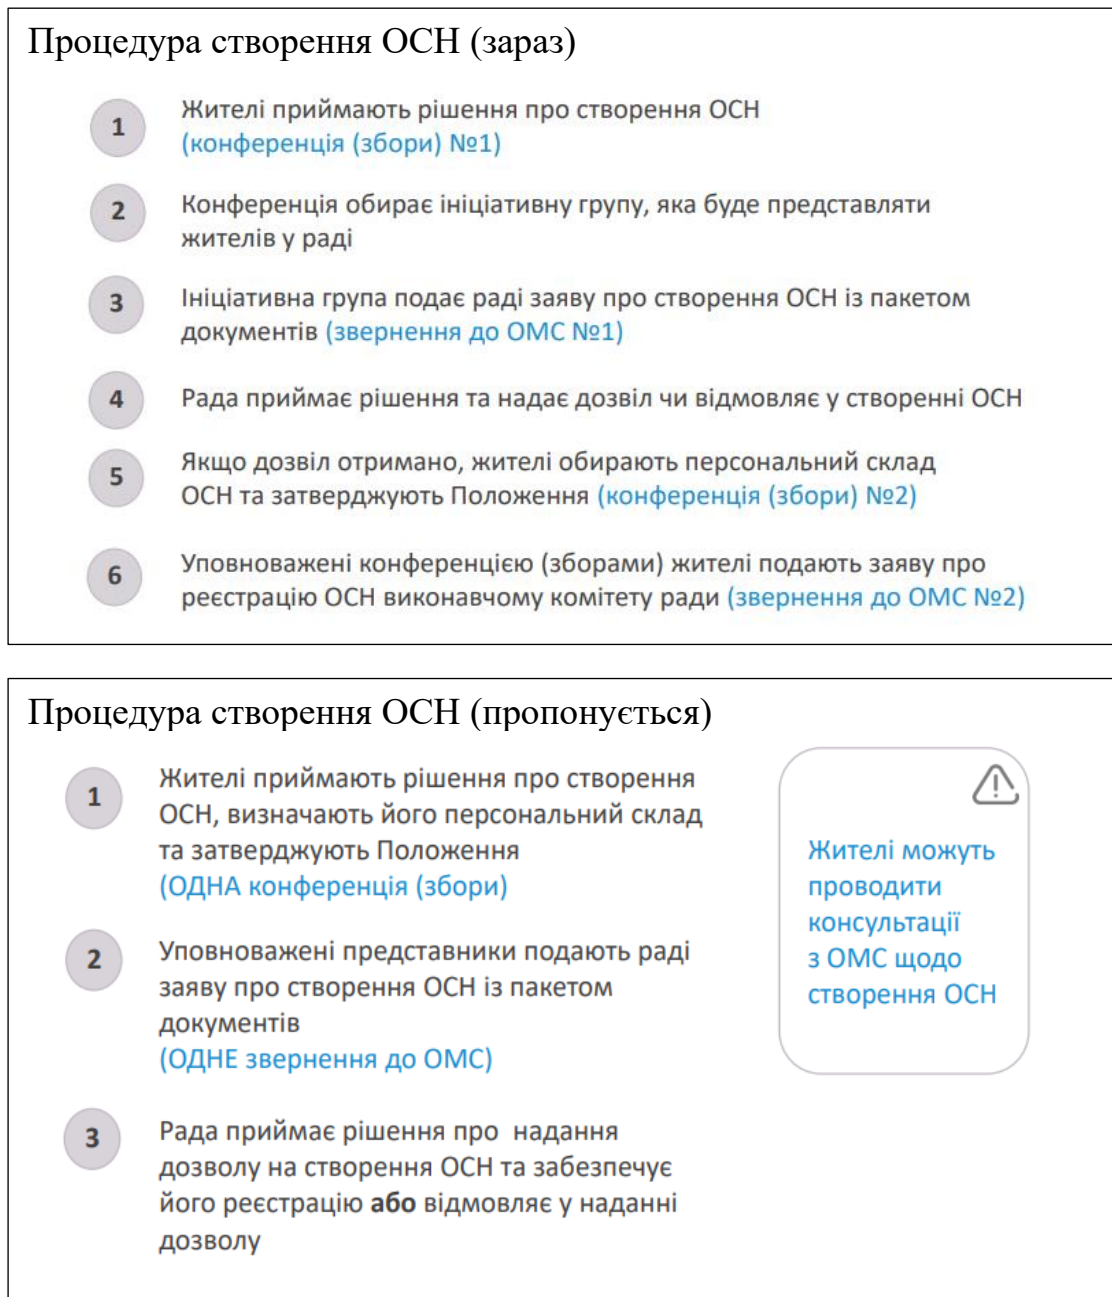 Процедура створення ОСН (зараз)
1
Жителі приймають рішення про створення ОСН
(конференція (збори) №1)
2
Конференція обирає ініціативну групу, яка буде представляти
жителів у раді
3
Ініціативна група подає раді заяву про створення ОСН із пакетом
документів (звернення до ОМС №1)
4
Рада приймає рішення та надає дозвіл чи відмовляє у створенні ОСН
5
Якщо дозвіл отримано, жителі обирають персональний склад
ОСН та затверджують Положення (конференція (збори) №2)
6
Уповноважені конференцією (зборами) жителі подають заяву про
реєстрацію ОСН виконавчому комітету ради (звернення до ОМС №2)
Процедура створення ОСН (пропонується)
1
Жителі приймають рішення про створення
ОСН, визначають його персональний склад
та затверджують Положення
(ОДНА конференція (збори)
2
Уповноважені представники подають раді
заяву про створення ОСН із пакетом
документів
(ОДНЕ звернення до ОМС)
3
Рада приймає рішення про надання
дозволу на створення ОСН та забезпечує
його реєстрацію або відмовляє у наданні
дозволу
Жителі можуть
проводити
консультації
з ОМС щодо
створення ОСН